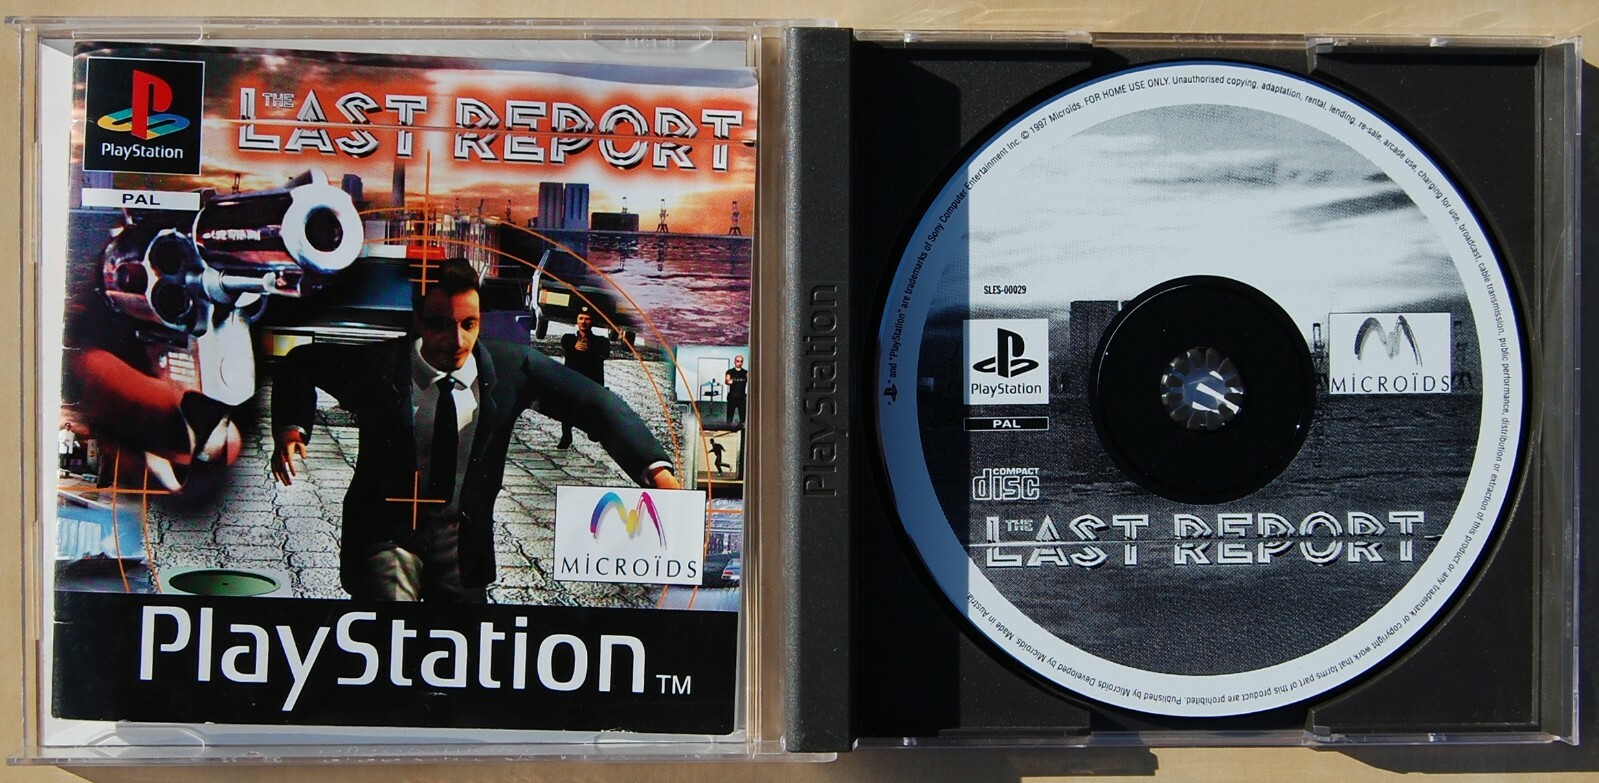 PlayStation
PAL
THE
LAST REPORT
MiCROÏDS
PlayStation TM
PlayStation
" and "PlayStation" are trademarks of Sony Computer Entertainment Inc. © 1997 Microïds. FOR HOME USE ONLY. Unauthorised copying, adaptation, rental, lending, re-sale, arcade use, charging for use, broadcast, cable transmission, public performance, distribution or extraction of this product or any trademark or copyright work that forms part of this product are prohibited. Published by Microïds Developed by Microïds. Made in Austria.
SLES-00029
PlayStation
PAL
MiCROÏDS
COMPACT
disc
THE
LAST REPORT